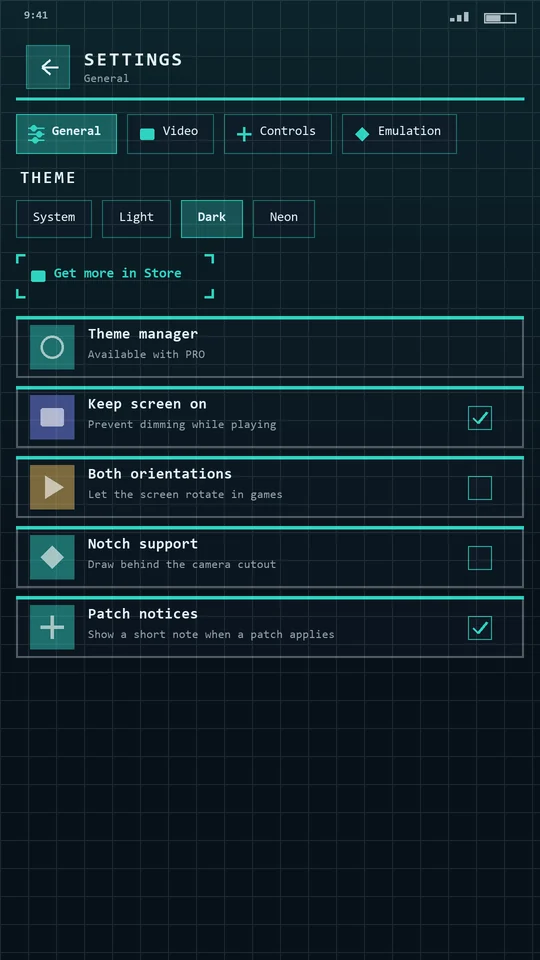 9:41
SETTINGS
General
General
Video
Controls
Emulation
THEME
System
Light
Dark
Neon
Get more in Store
Theme manager
Available with PRO
Keep screen on
Prevent dimming while playing
Both orientations
Let the screen rotate in games
Notch support
Draw behind the camera cutout
Patch notices
Show a short note when a patch applies